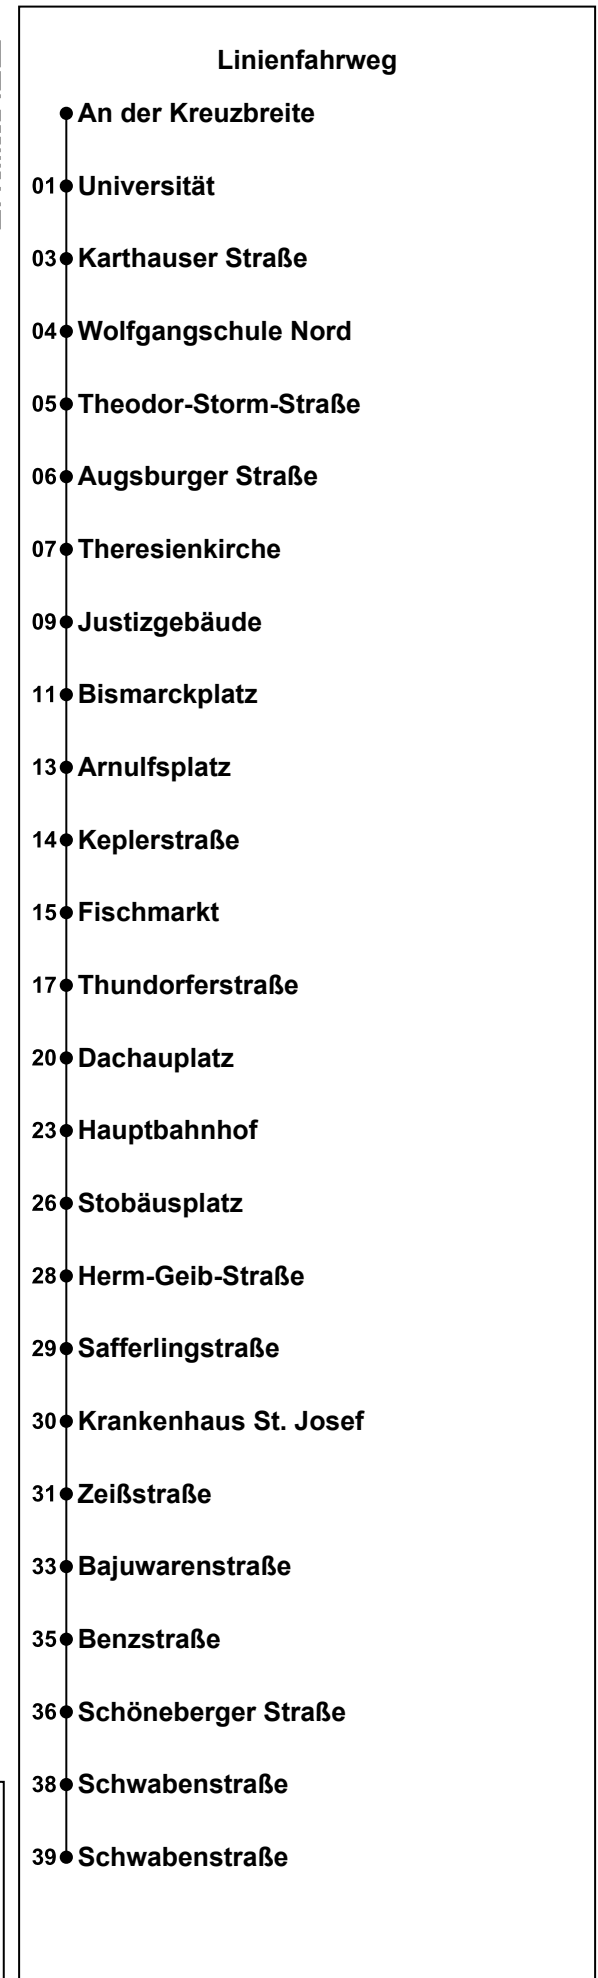 Linienfahrweg
An der Kreuzbreite
01 Universität
03 Karthauser Straße
04 Wolfgangschule Nord
05 Theodor-Storm-Straße
06 Augsburger Straße
07 Theresienkirche
09 Justizgebäude
11 Bismarckplatz
13 Arnulfsplatz
14 Keplerstraße
15 Fischmarkt
17 Thundorferstraße
20 Dachauplatz
23 Hauptbahnhof
26 Stobäusplatz
28 Herm-Geib-Straße
29 Safferlingstraße
30 Krankenhaus St. Josef
31 Zeißstraße
33 Bajuwarenstraße
35 Benzstraße
36 Schöneberger Straße
38 Schwabenstraße
39 Schwabenstraße